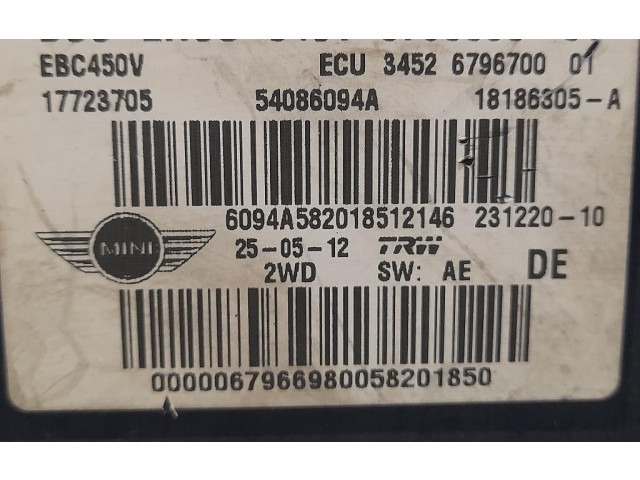 EBC450V ECU 3452 6796700 01
17723705 54086094A 18186305-A
6094A582018512146 231220-10
MINI 25-05-12 TRW
2WD SW: AE DE
0000067966980058201850